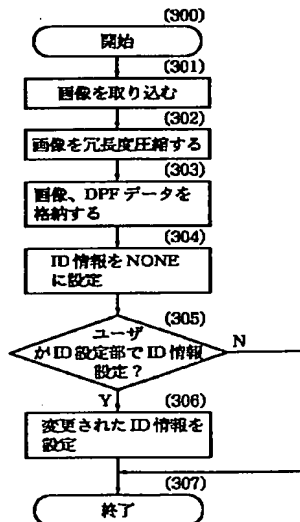 (300)
開始
(301)
画像を取り込む
(302)
画像を冗長度圧縮する
(303)
画像、DPFデータを
格納する
(304)
ID情報をNONE
に設定
(305)
ユーザ
がID設定部でID情報
設定?
N
Y
(306)
変更されたID情報を
設定
(307)
終了